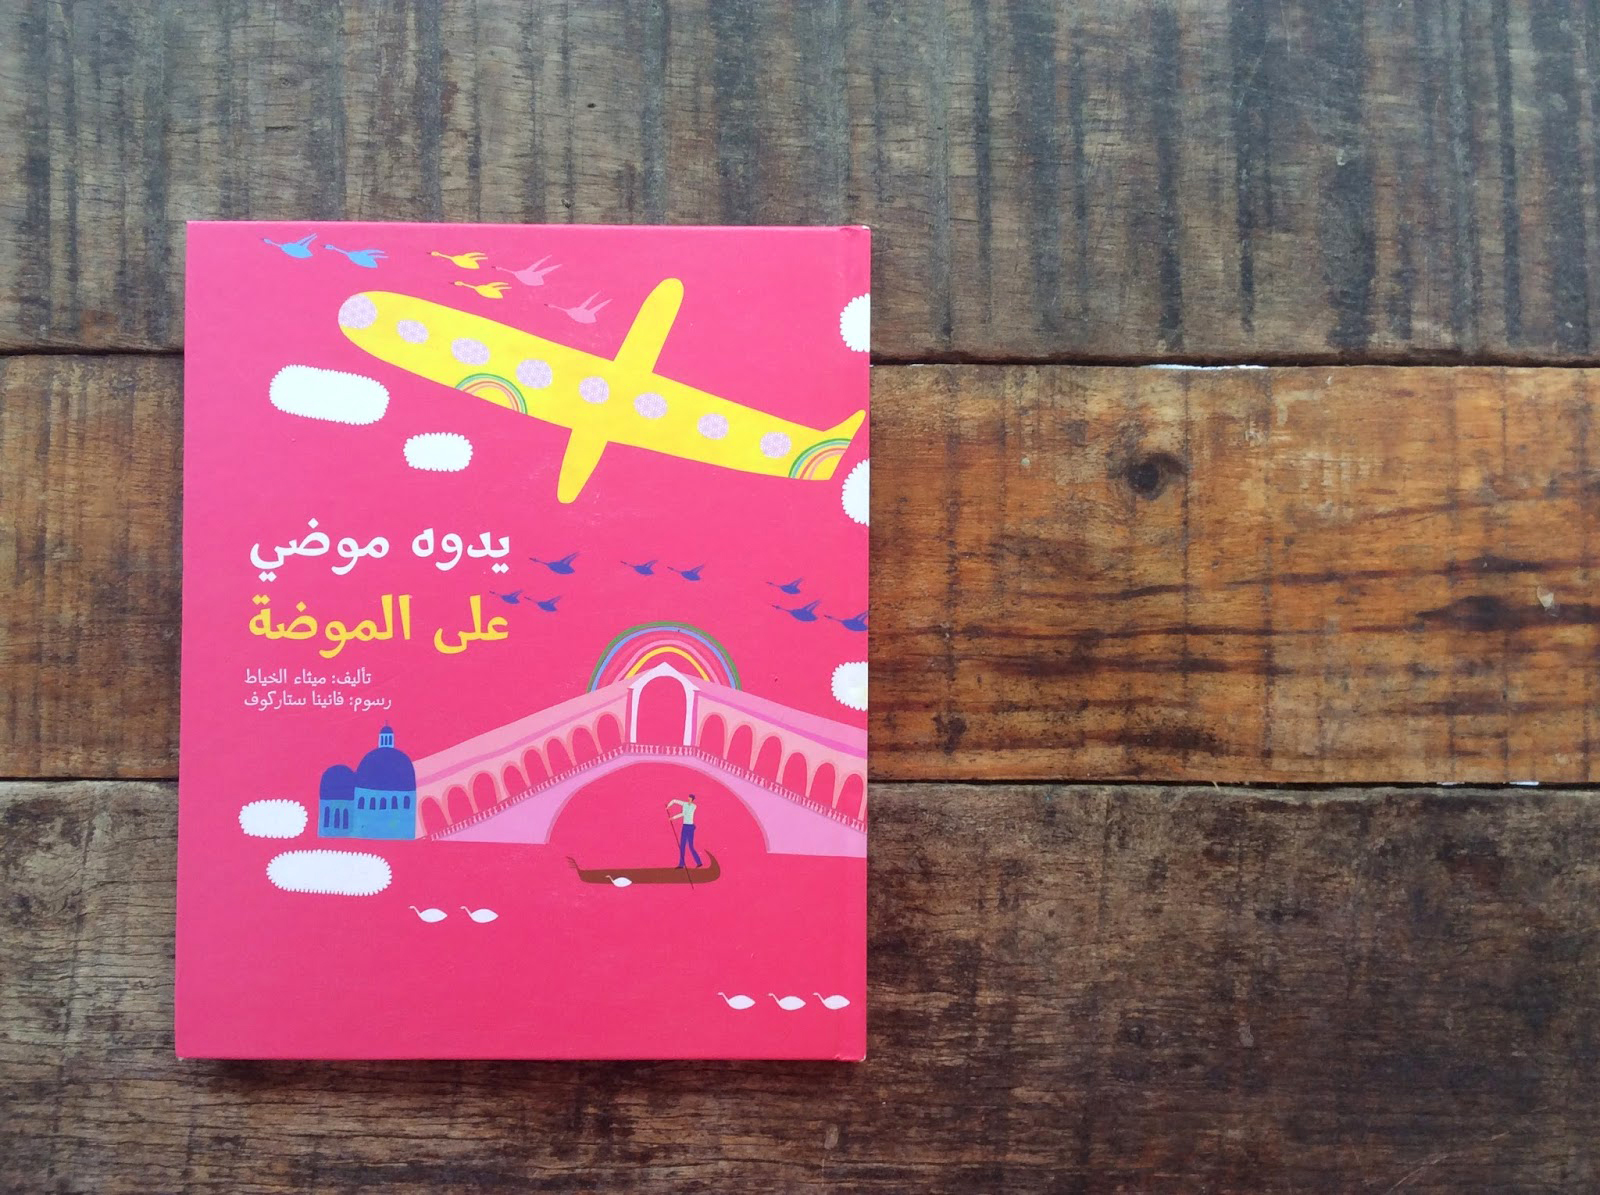 يدوه موضي
على الموضة
تأليف: ميثاء الخياط
رسوم: فانينا ستاركوف